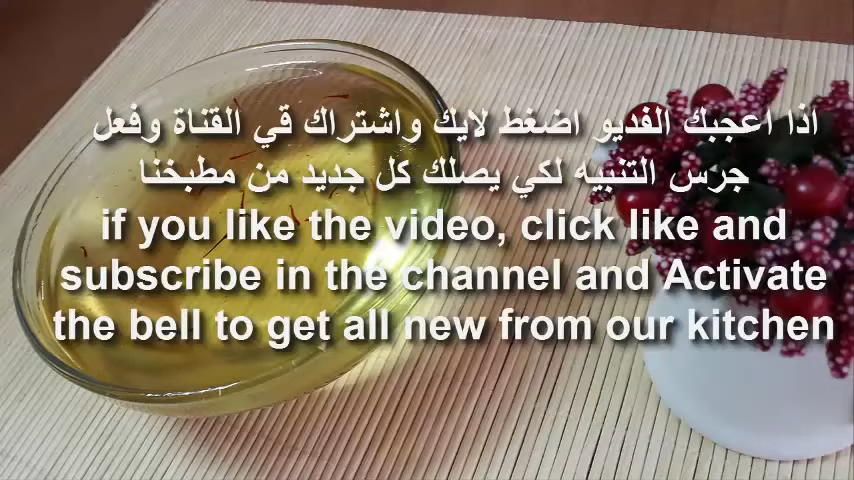 اذا اعجبك الفديو اضغط لايك واشتراك قي القناة وفعل
جرس التنبيه لكي يصلك كل جديد من مطبخنا
if you like the video, click like and
subscribe in the channel and Activate
the bell to get all new from our kitchen